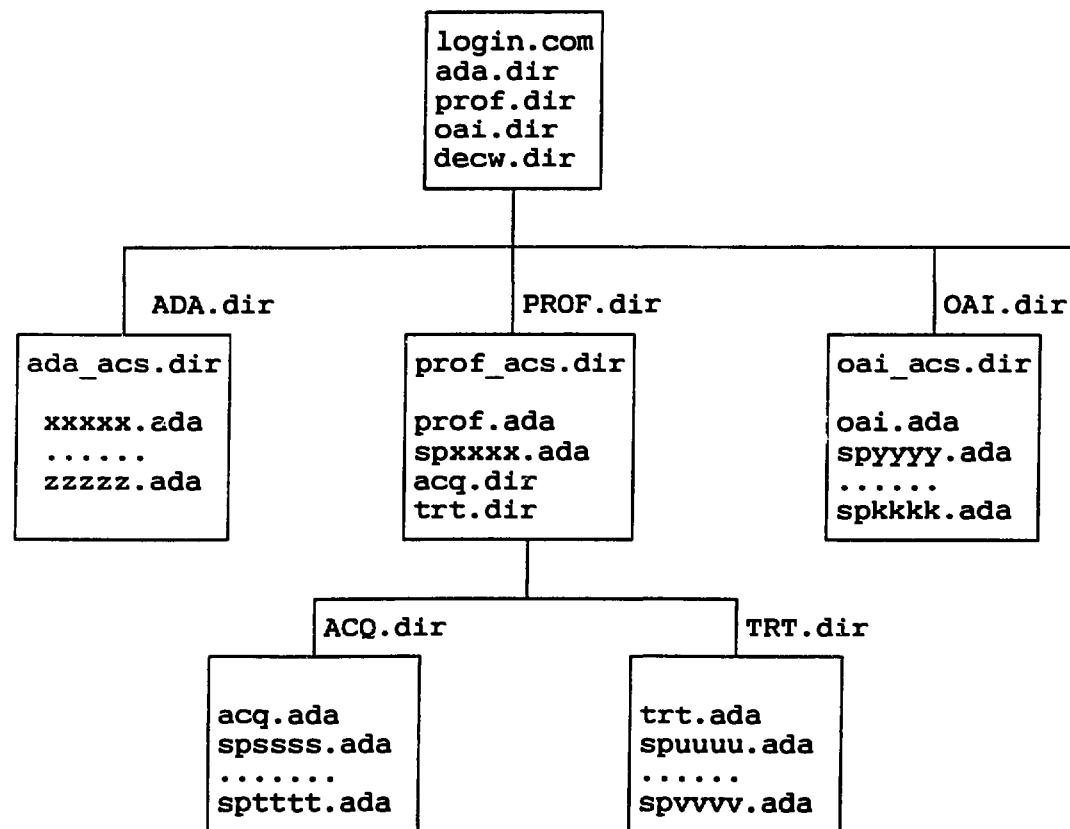 login.com
ada.dir
prof.dir
oai.dir
decw.dir
ADA.dir
PROF.dir
OAI.dir
ada_acs.dir
xxxxx.ada
......
zzzzz.ada
prof_acs.dir
prof.ada
spxxxx.ada
acq.dir
trt.dir
oai_acs.dir
oai.ada
spyyyy.ada
......
spkkkk.ada
ACQ.dir
TRT.dir
acq.ada
spssss.ada
.......
sptttt.ada
trt.ada
spuuuu.ada
......
spvvvv.ada